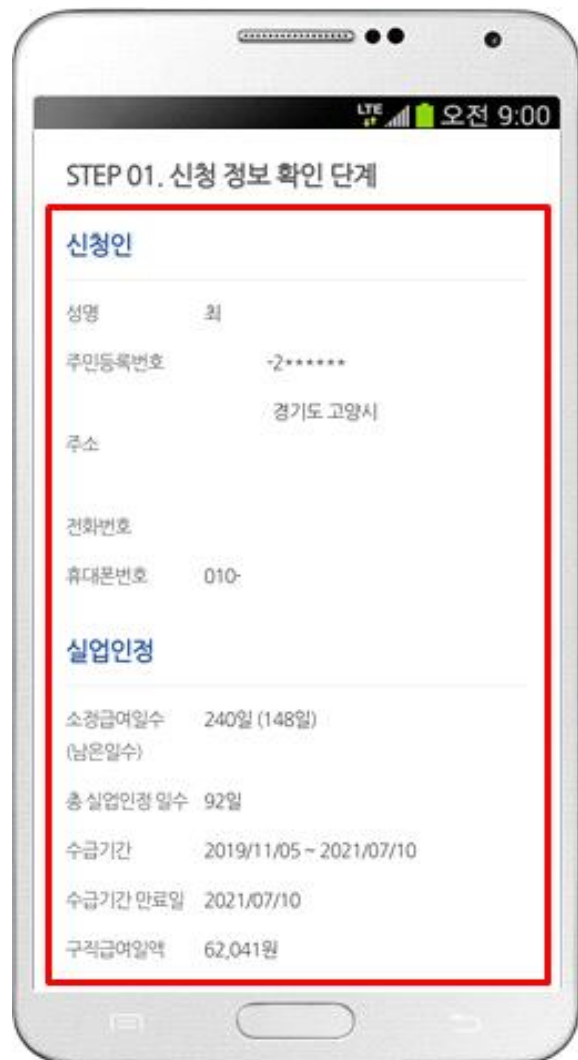 LTE 오전 9:00
STEP 01. 신청 정보 확인 단계
신청인
성명 최
주민등록번호 -2******
경기도 고양시
주소
전화번호
휴대폰번호 010-
실업인정
소정급여일수 240일 (148일)
(남은일수)
총 실업인정 일수 92일
수급기간 2019/11/05 ~ 2021/07/10
수급기간 만료일 2021/07/10
구직급여일액 62,041원